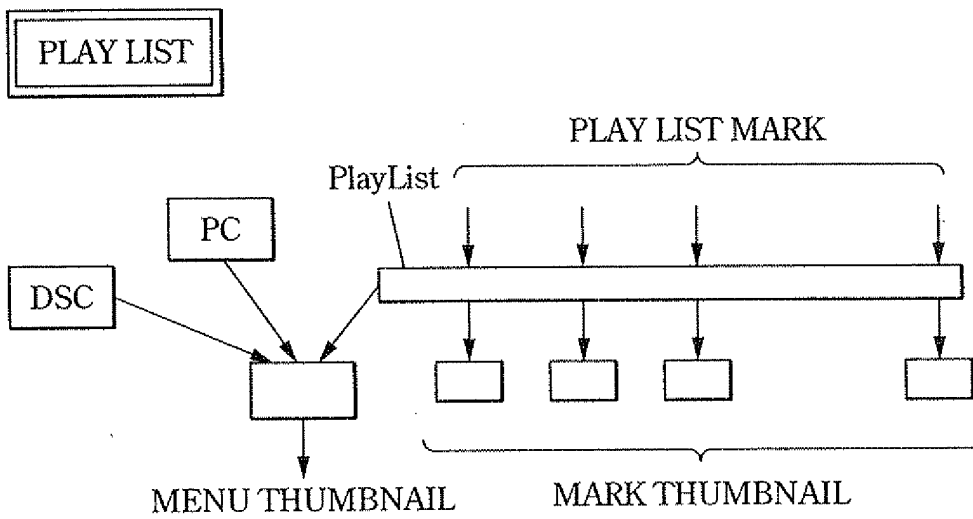 PLAY LIST
PLAY LIST MARK
PlayList
PC
DSC
MENU THUMBNAIL
MARK THUMBNAIL